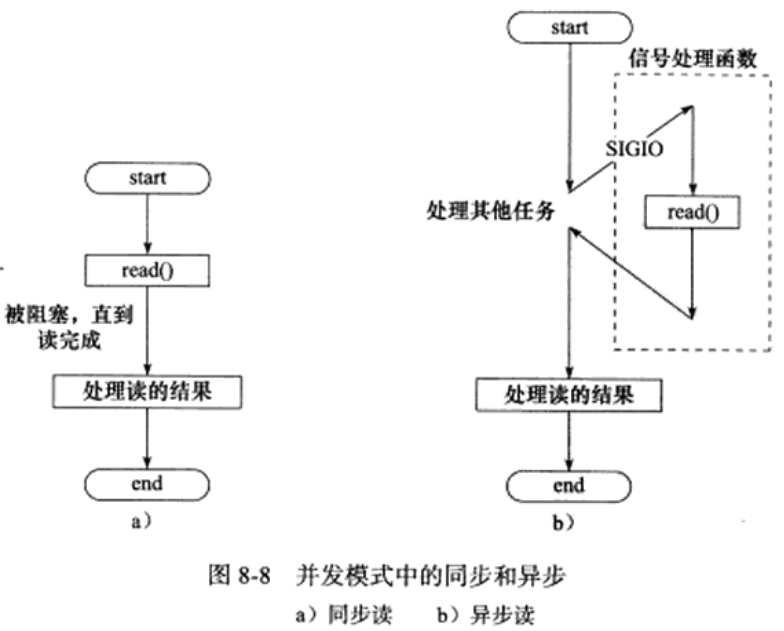 start
read()
被阻塞，直到
读完成
处理读的结果
end
a）
start
信号处理函数
SIGIO
处理其他任务
read()
处理读的结果
end
b）
图 8-8 并发模式中的同步和异步
a）同步读 b）异步读